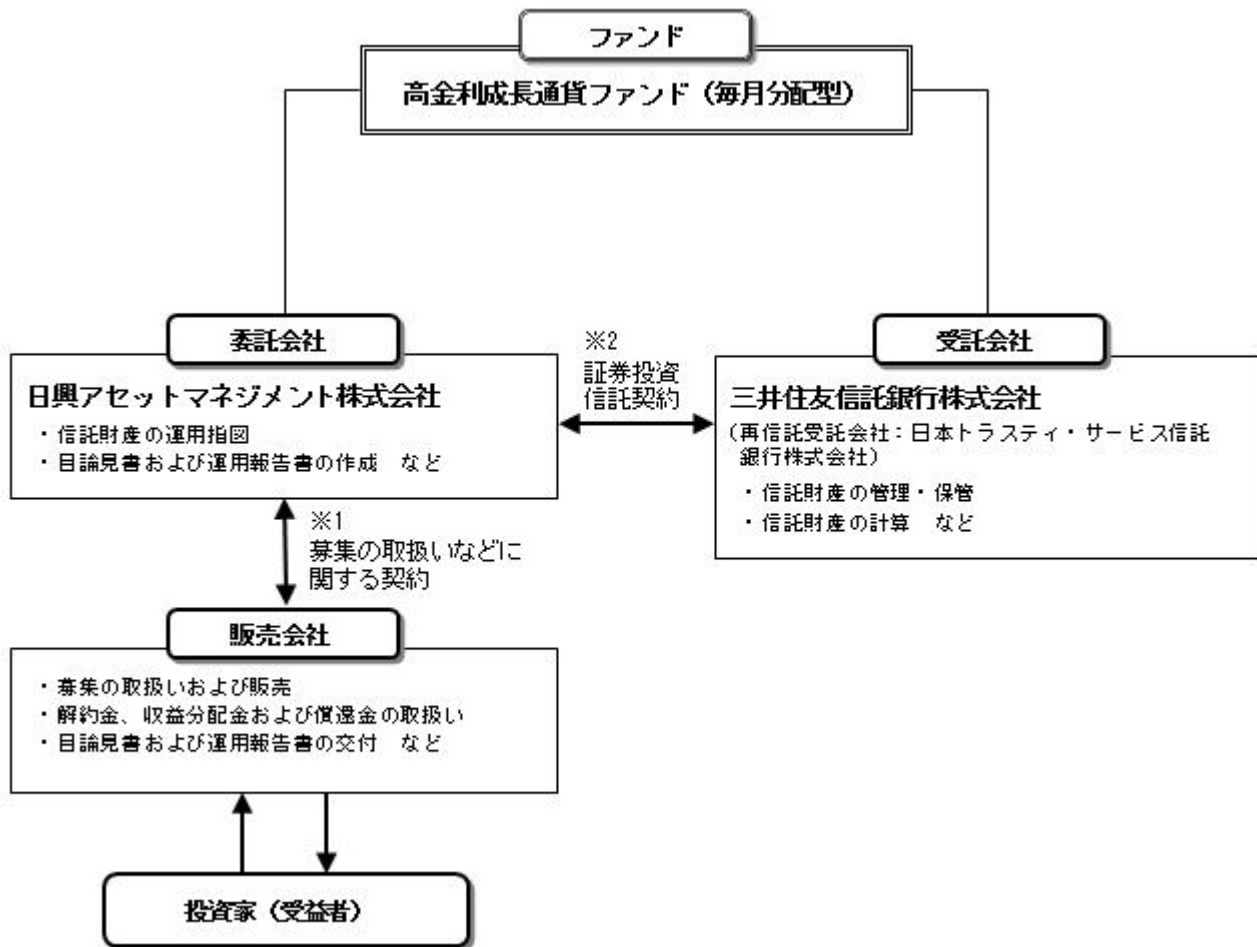 ファンド
高金利成長通貨ファンド（毎月分配型）
委託会社
日興アセットマネジメント株式会社
・信託財産の運用指図
・目論見書および運用報告書の作成　など
※2
証券投資
信託契約
受託会社
三井住友信託銀行株式会社
（再信託受託会社：日本トラスティ・サービス信託
銀行株式会社）
・信託財産の管理・保管
・信託財産の計算　など
※1
募集の取扱いなどに
関する契約
販売会社
・募集の取扱いおよび販売
・解約金、収益分配金および償還金の取扱い
・目論見書および運用報告書の交付　など
投資家（受益者）